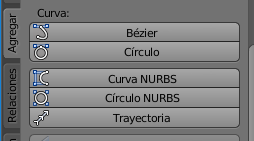 Curva:
Bézier
Círculo
Curva NURBS
Círculo NURBS
Trayectoria
Agregar
Relaciones